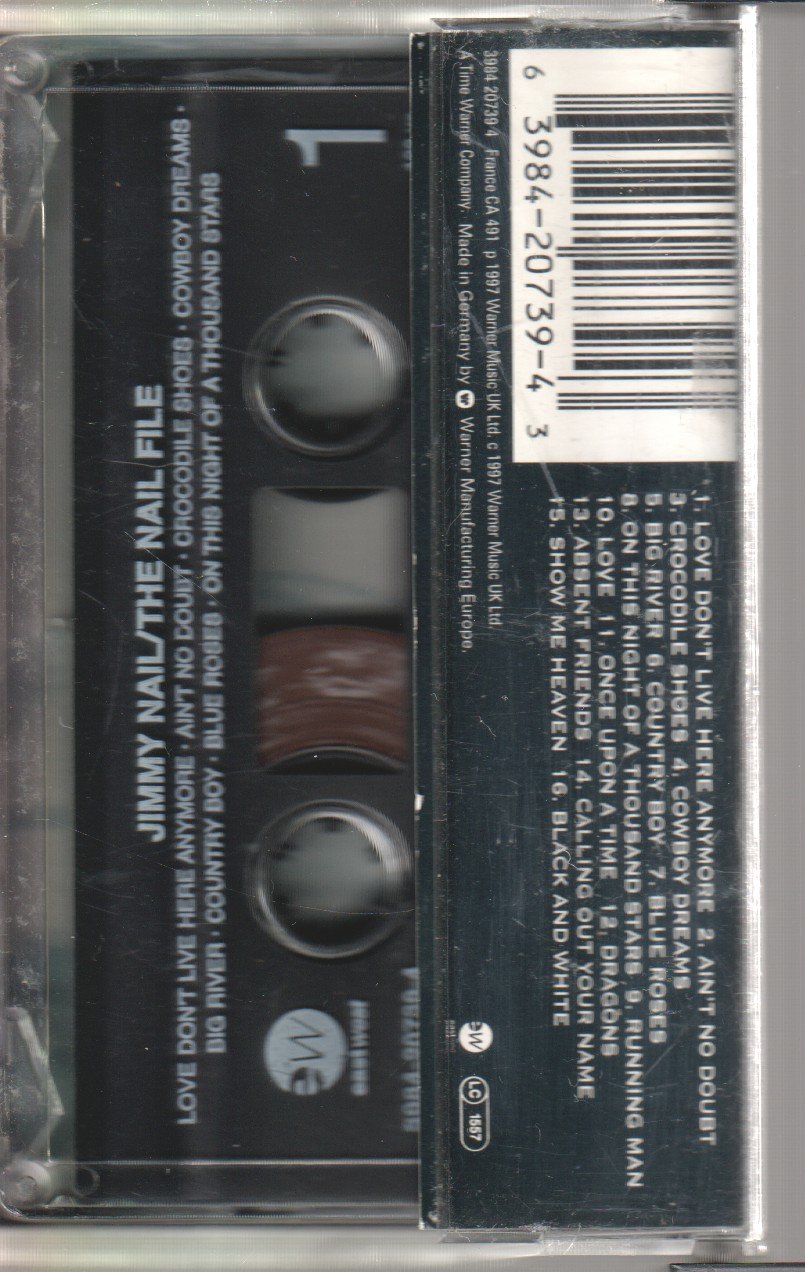 1
JIMMY NAIL/THE NAIL FILE
LOVE DON'T LIVE HERE ANYMORE · AIN'T NO DOUBT · CROCODILE SHOES · COWBOY DREAMS ·
BIG RIVER · COUNTRY BOY · BLUE ROSES · ON THIS NIGHT OF A THOUSAND STARS
ew
eastwest
6 3984-20739-4 3
1. LOVE DON'T LIVE HERE ANYMORE 2. AIN'T NO DOUBT
3. CROCODILE SHOES 4. COWBOY DREAMS
5. BIG RIVER 6. COUNTRY BOY 7. BLUE ROSES
8. ON THIS NIGHT OF A THOUSAND STARS 9. RUNNING MAN
10. LOVE 11. ONCE UPON A TIME 12. DRAGONS
13. ABSENT FRIENDS 14. CALLING OUT YOUR NAME
15. SHOW ME HEAVEN 16. BLACK AND WHITE
3984 20739 4 France CA 491 p 1997 Warner Music UK Ltd. c 1997 Warner Music UK Ltd.
A Time Warner Company. Made in Germany by Warner Manufacturing Europe.
ew
LC 1557